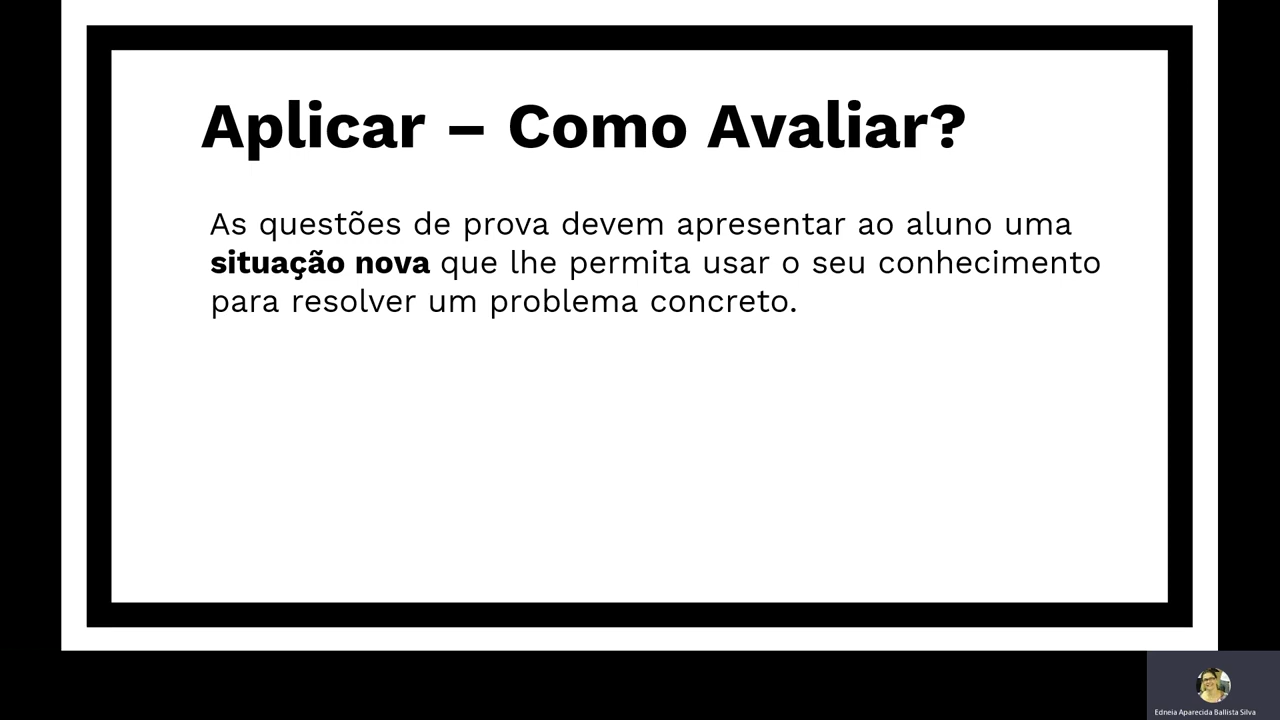 Aplicar – Como Avaliar?
As questões de prova devem apresentar ao aluno uma
situação nova que lhe permita usar o seu conhecimento
para resolver um problema concreto.
Edneia Aparecida Ballista Silva